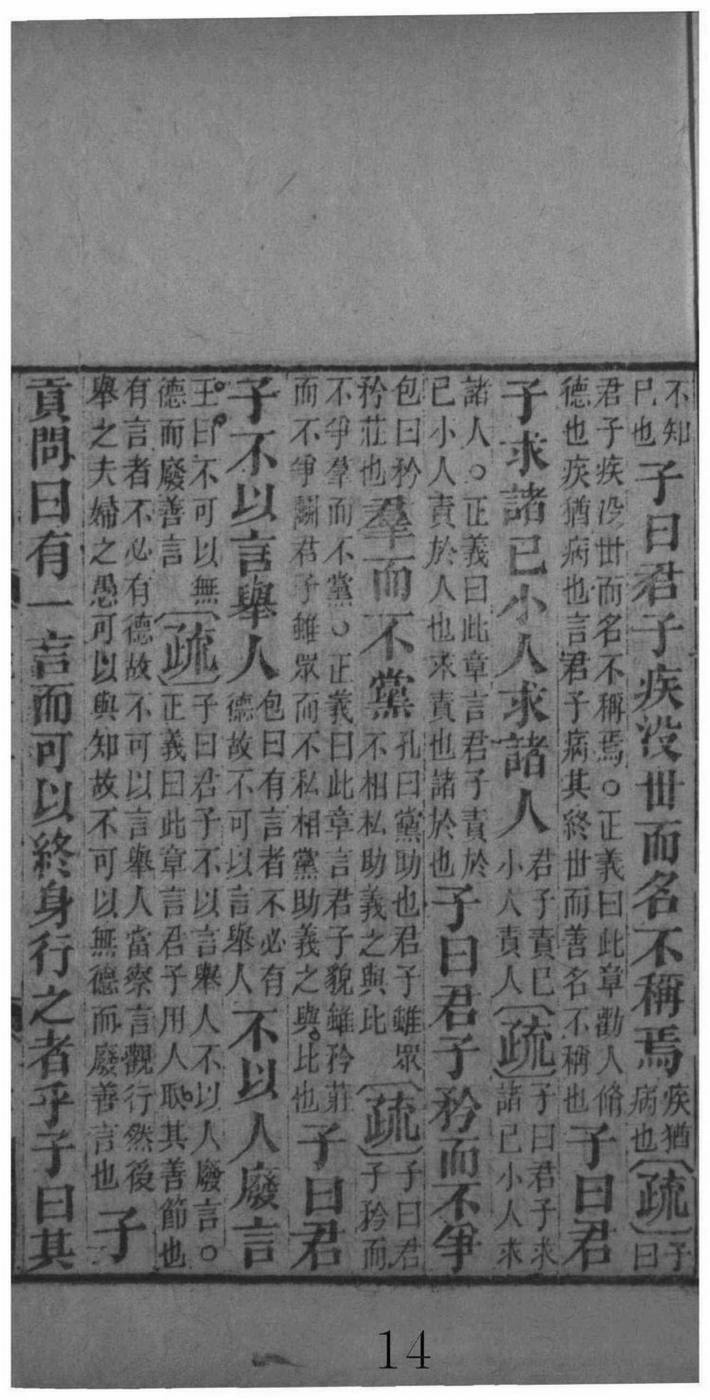 不知
己也子曰君子疾没丗而名不稱焉疾猶病也疏子曰
君子疾没丗而名不稱焉○正義曰此章勸人脩
德也疾猶病也言君子病其終丗而善名不稱也子曰君
子求諸己小人求諸人君子責己小人責人疏子曰君子求諸己小人求
諸人○正義曰此章言君子責於
己小人責於人也求責也諸於也子曰君子矜而不爭
包曰矜
矜莊也羣而不黨孔曰黨助也君子雖眾不相私助義之與比疏子曰君子矜而
不爭羣而不黨○正義曰此章言君子貌雖矜莊
而不爭鬭君子雖眾而不私相黨助義之與比也子曰君
子不以言舉人包曰有言者不必有德故不可以言舉人不以人廢言
王曰不可以無
德而廢善言疏子曰君子不以言舉人不以人廢言○正義曰此章言君子用人取其善節也
有言者不必有德故不可以言舉人當察言觀行然後
舉之夫婦之愚可以與知故不可以無德而廢善言也子
貢問曰有一言而可以終身行之者乎子曰其
14